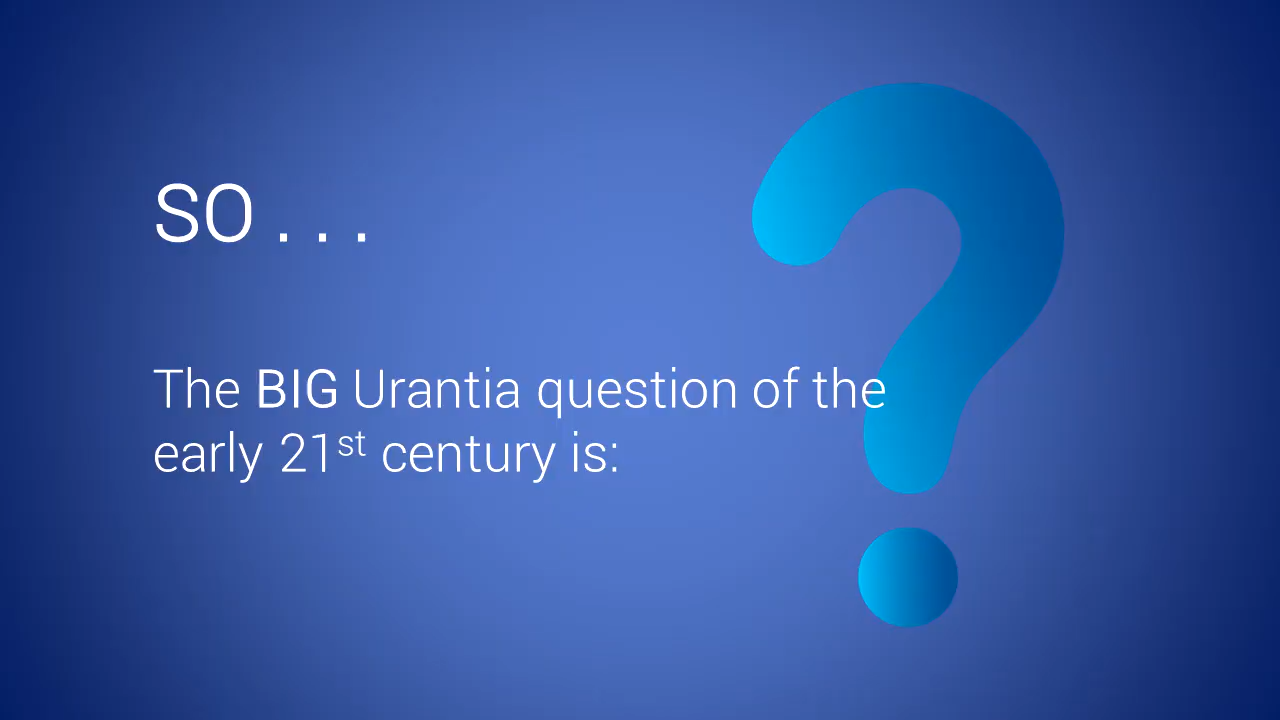 SO . . .
The BIG Urantia question of the
early 21st century is: